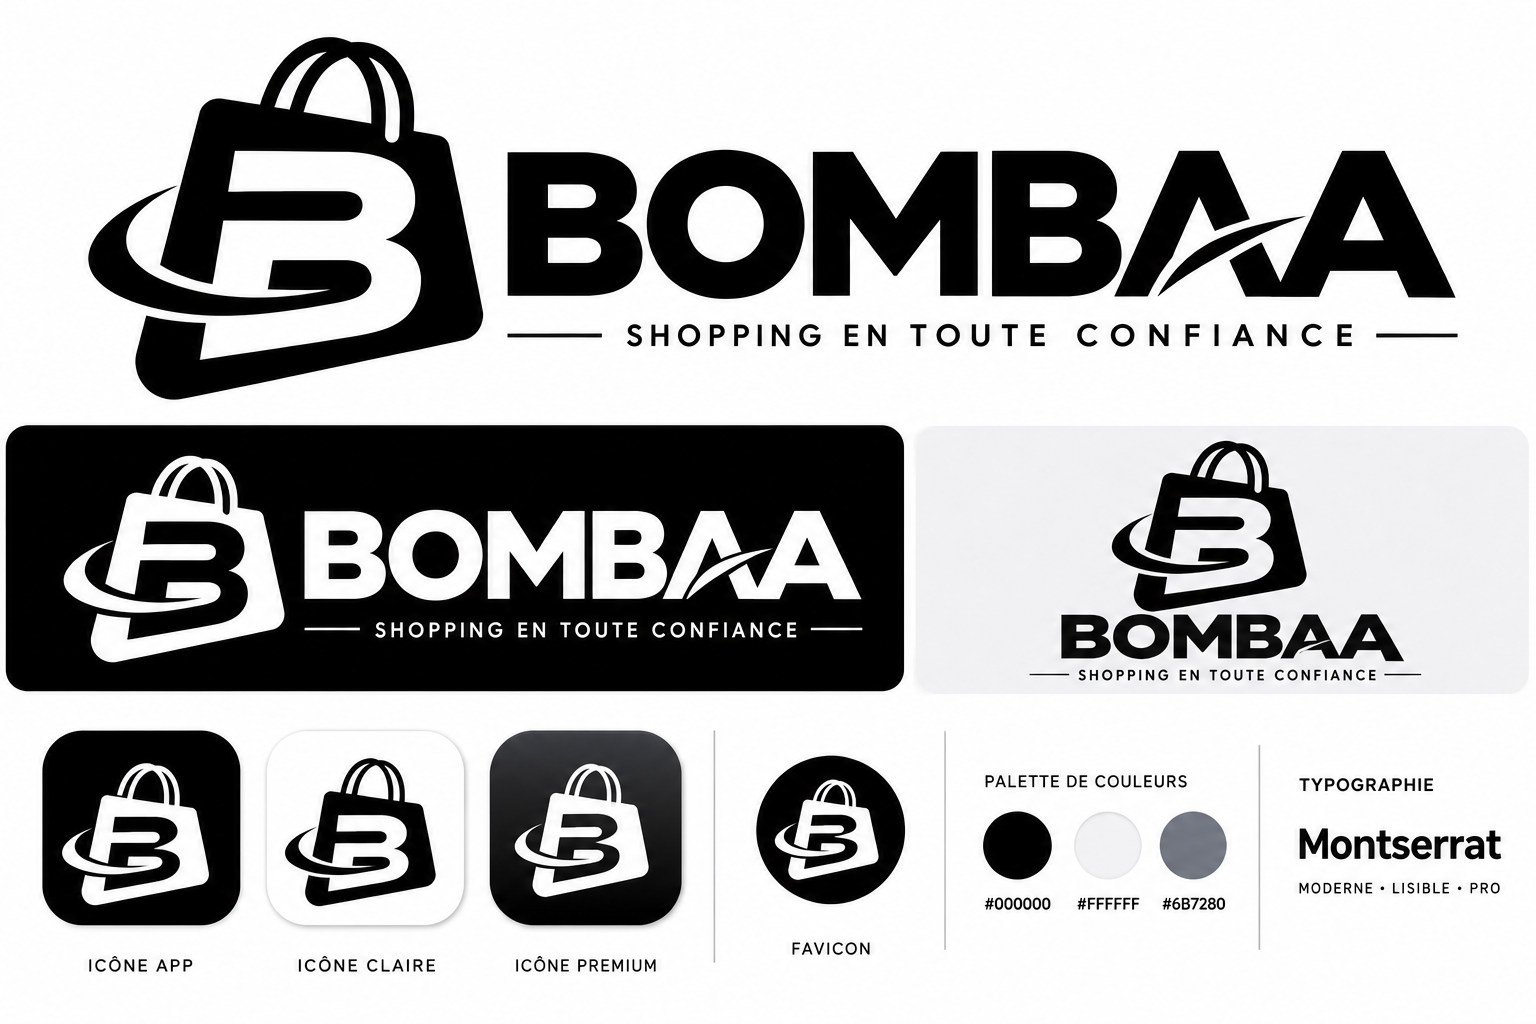 B
BOMBAA
SHOPPING EN TOUTE CONFIANCE
B
BOMBAA
SHOPPING EN TOUTE CONFIANCE
B
BOMBAA
SHOPPING EN TOUTE CONFIANCE
B
B
B
B
ICÔNE APP
ICÔNE CLAIRE
ICÔNE PREMIUM
FAVICON
PALETTE DE COULEURS
#000000
#FFFFFF
#6B7280
TYPOGRAPHIE
Montserrat
MODERNE • LISIBLE • PRO